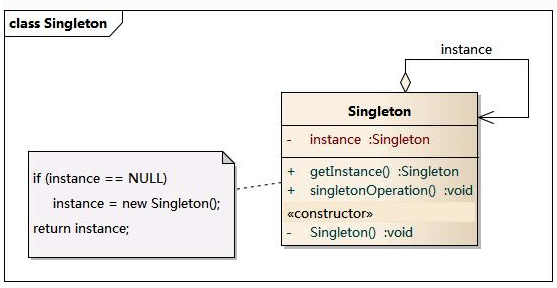 class Singleton
instance
Singleton
- instance :Singleton
+ getInstance() :Singleton
+ singletonOperation() :void
«constructor»
- Singleton() :void
if (instance == NULL)
instance = new Singleton();
return instance;